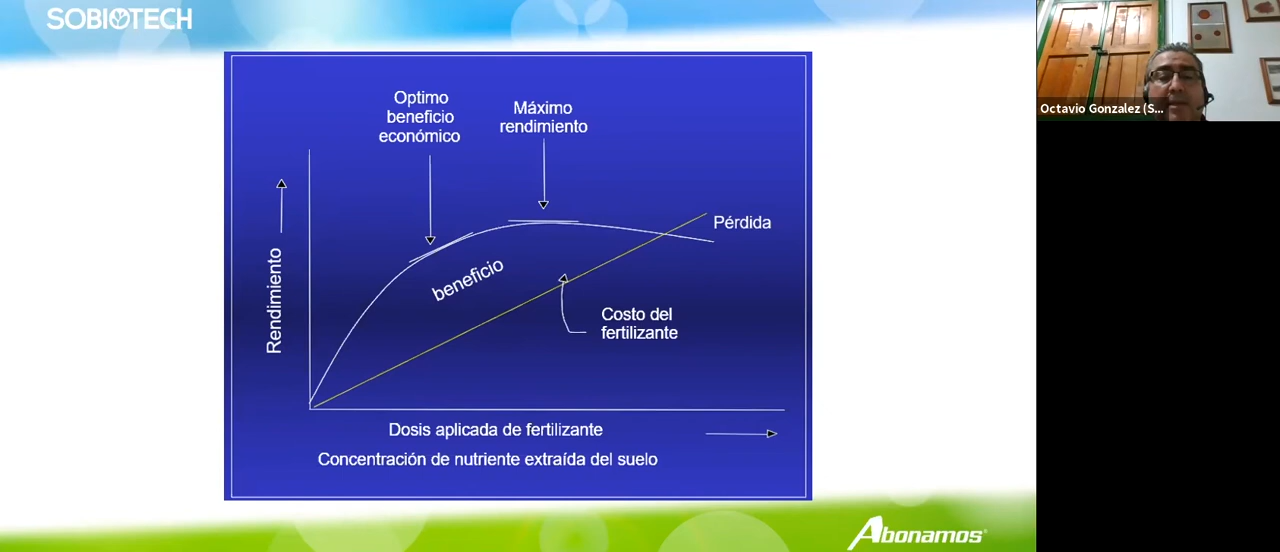 SOBIOTECH
Octavio Gonzalez (S...
Optimo
beneficio
económico
Máximo
rendimiento
Rendimiento
Pérdida
beneficio
Costo del
fertilizante
Dosis aplicada de fertilizante
Concentración de nutriente extraída del suelo
Abonamos®